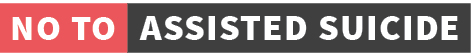 NO TO ASSISTED SUICIDE